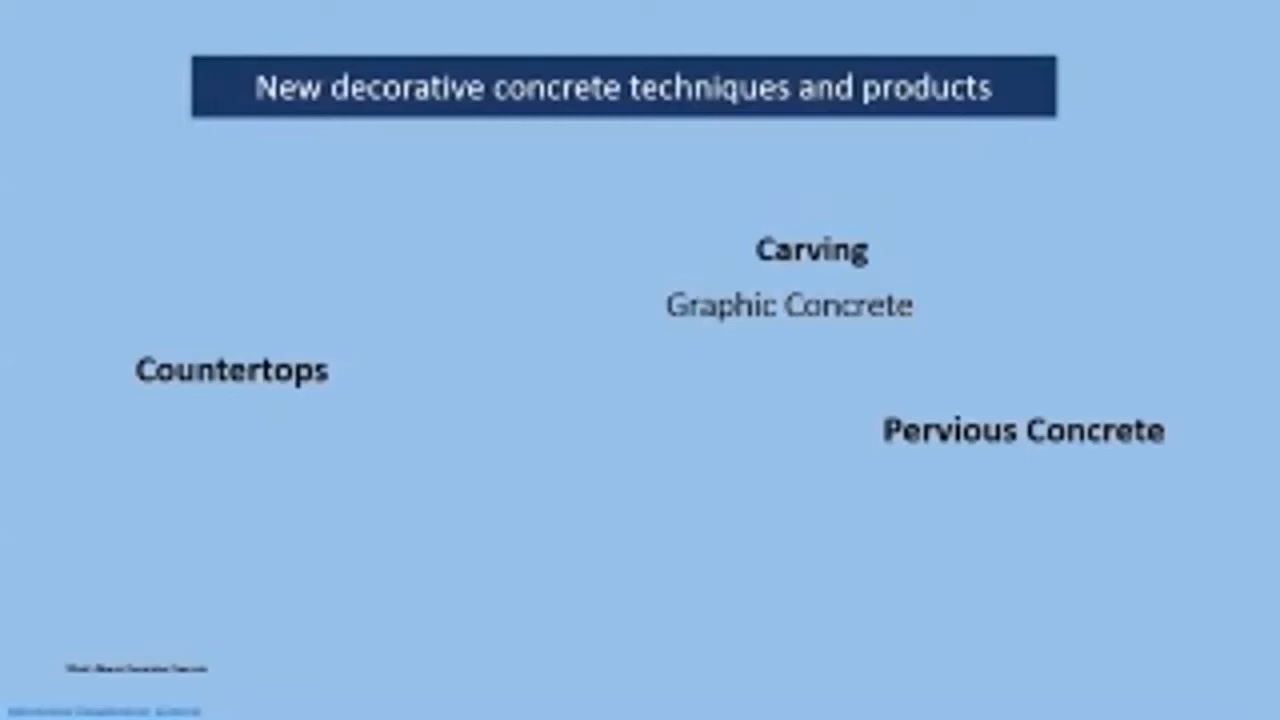 New decorative concrete techniques and products
Carving
Graphic Concrete
Countertops
Pervious Concrete